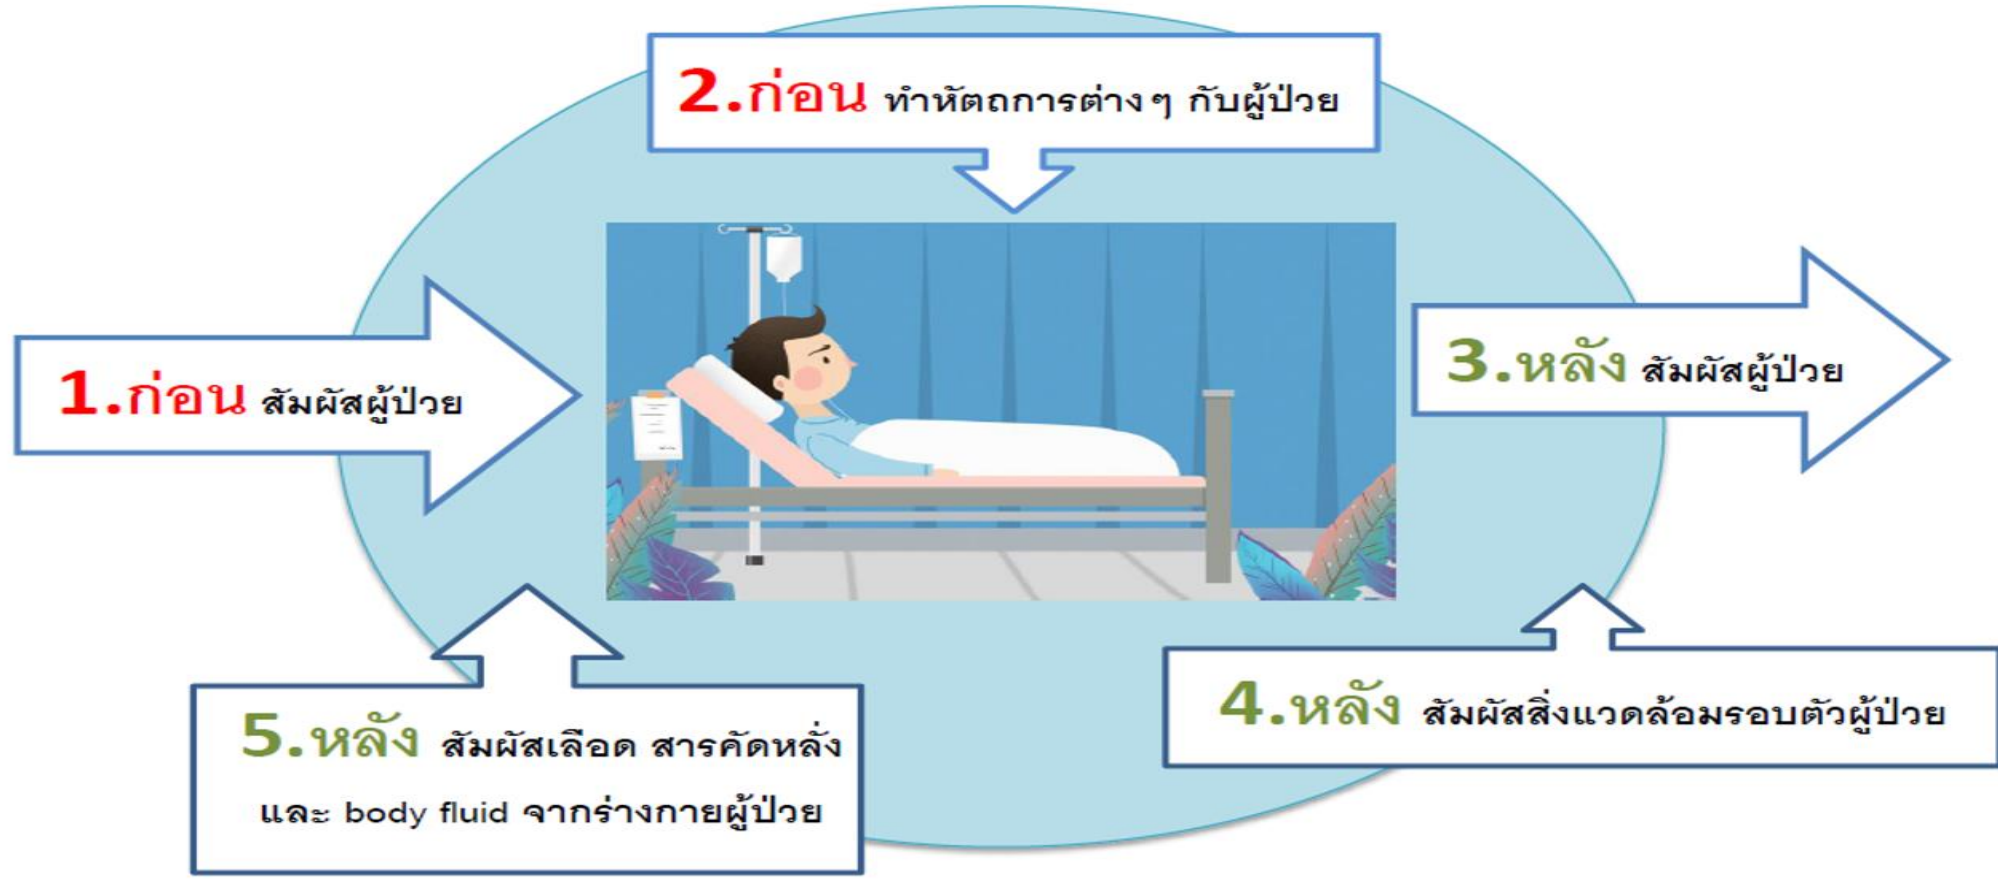 1.ก่อน สัมผัสผู้ป่วย
2.ก่อน ทำหัตถการต่างๆ กับผู้ป่วย
3.หลัง สัมผัสผู้ป่วย
4.หลัง สัมผัสสิ่งแวดล้อมรอบตัวผู้ป่วย
5.หลัง สัมผัสเลือด สารคัดหลั่ง
และ body fluid จากร่างกายผู้ป่วย